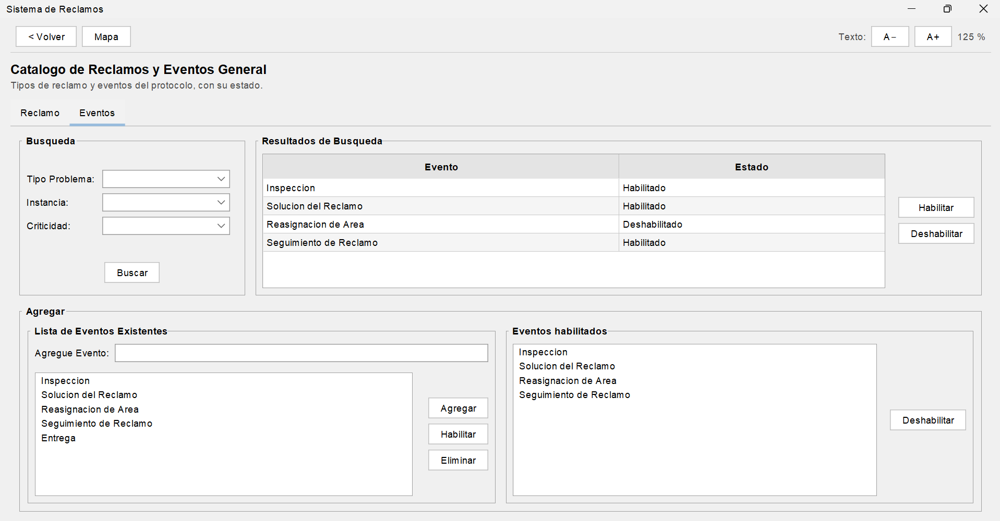 Sistema de Reclamos
< Volver
Mapa
Texto:
A−
A+
125 %
Catalogo de Reclamos y Eventos General
Tipos de reclamo y eventos del protocolo, con su estado.
Reclamo
Eventos
Busqueda
Tipo Problema:
Instancia:
Criticidad:
Buscar
Resultados de Busqueda
Evento
Estado
Inspeccion
Habilitado
Solucion del Reclamo
Habilitado
Reasignacion de Area
Deshabilitado
Seguimiento de Reclamo
Habilitado
Habilitar
Deshabilitar
Agregar
Lista de Eventos Existentes
Agregue Evento:
Inspeccion
Solucion del Reclamo
Reasignacion de Area
Seguimiento de Reclamo
Entrega
Agregar
Habilitar
Eliminar
Eventos habilitados
Inspeccion
Solucion del Reclamo
Reasignacion de Area
Seguimiento de Reclamo
Deshabilitar